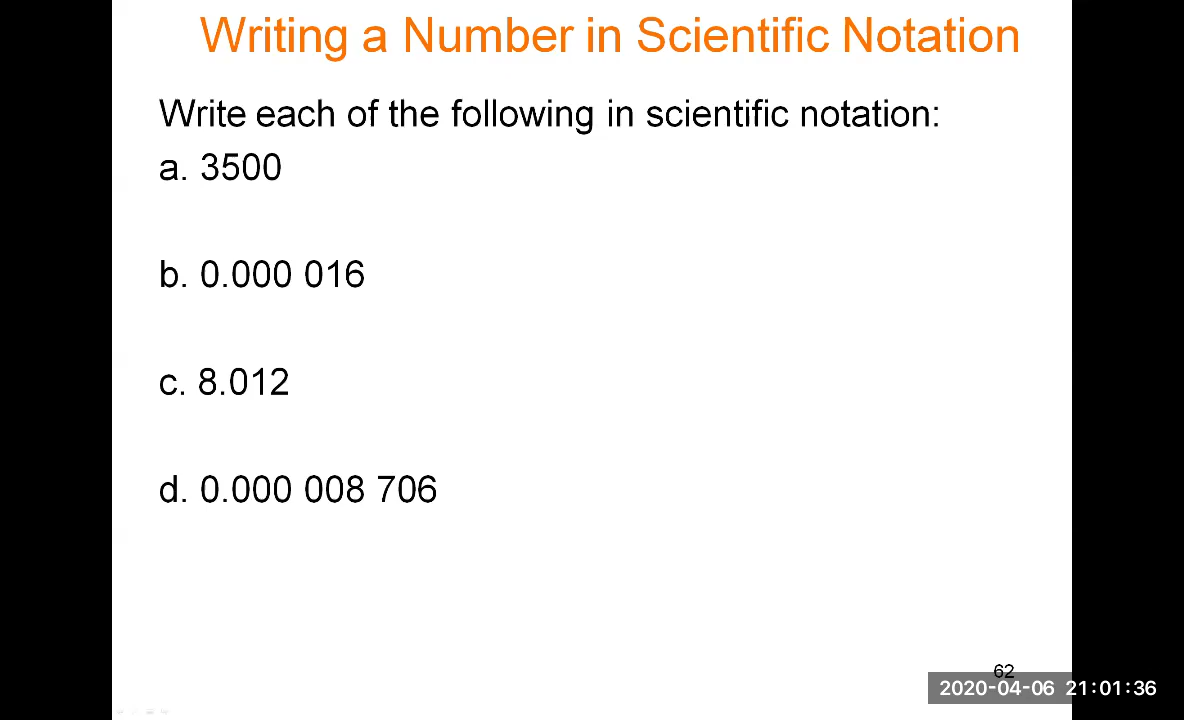 Writing a Number in Scientific Notation
Write each of the following in scientific notation:
a. 3500
b. 0.000 016
c. 8.012
d. 0.000 008 706
62
2020-04-06 21:01:36